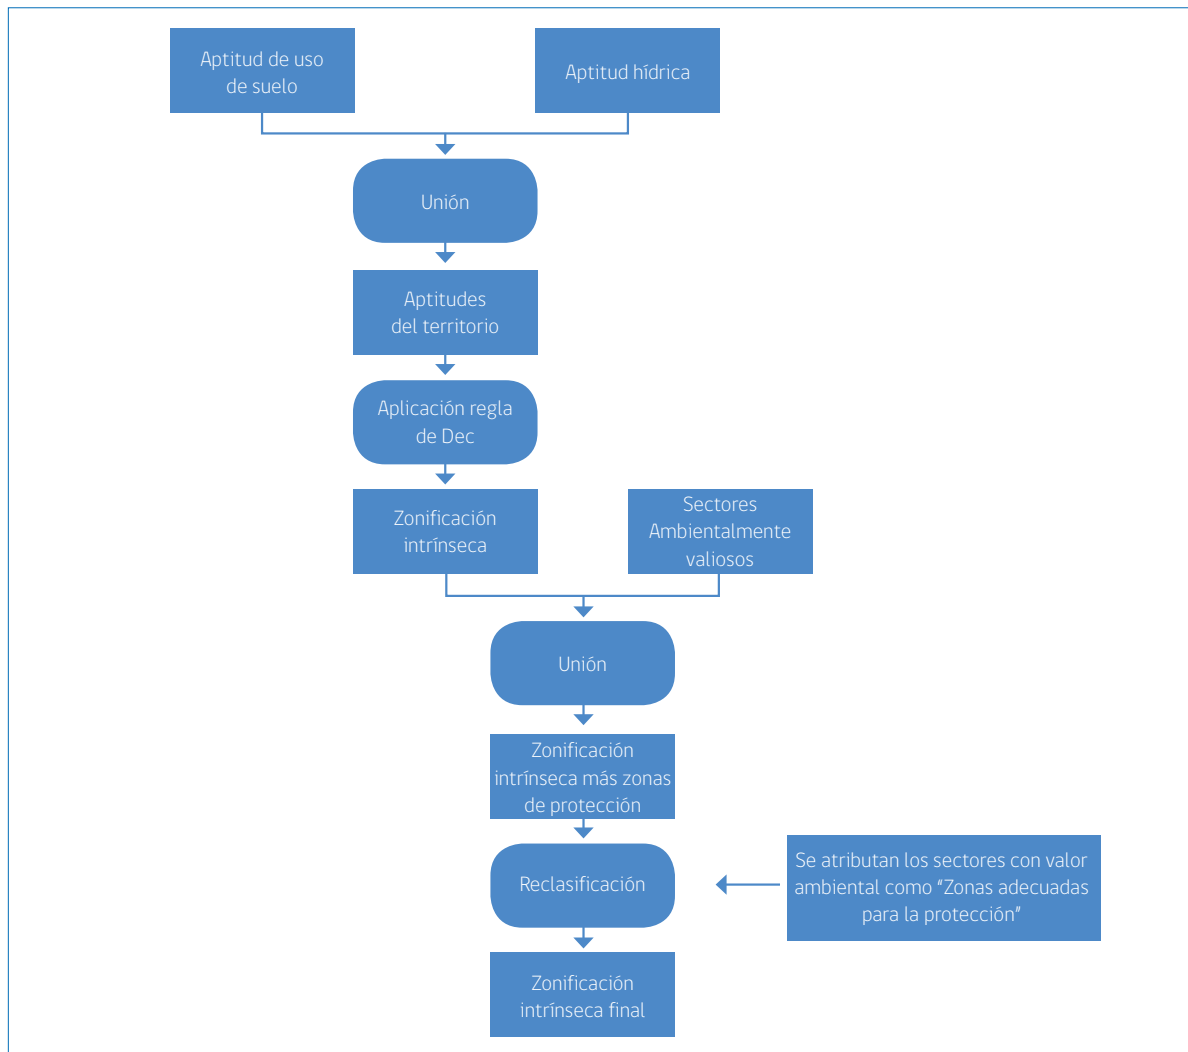 Aptitud de uso
de suelo
Aptitud hídrica
Unión
Aptitudes
del territorio
Aplicación regla
de Dec
Zonificación
intrínseca
Sectores
Ambientalmente
valiosos
Unión
Zonificación
intrínseca más zonas
de protección
Reclasificación
Se atributan los sectores con valor
ambiental como "Zonas adecuadas
para la protección"
Zonificación
intrínseca final